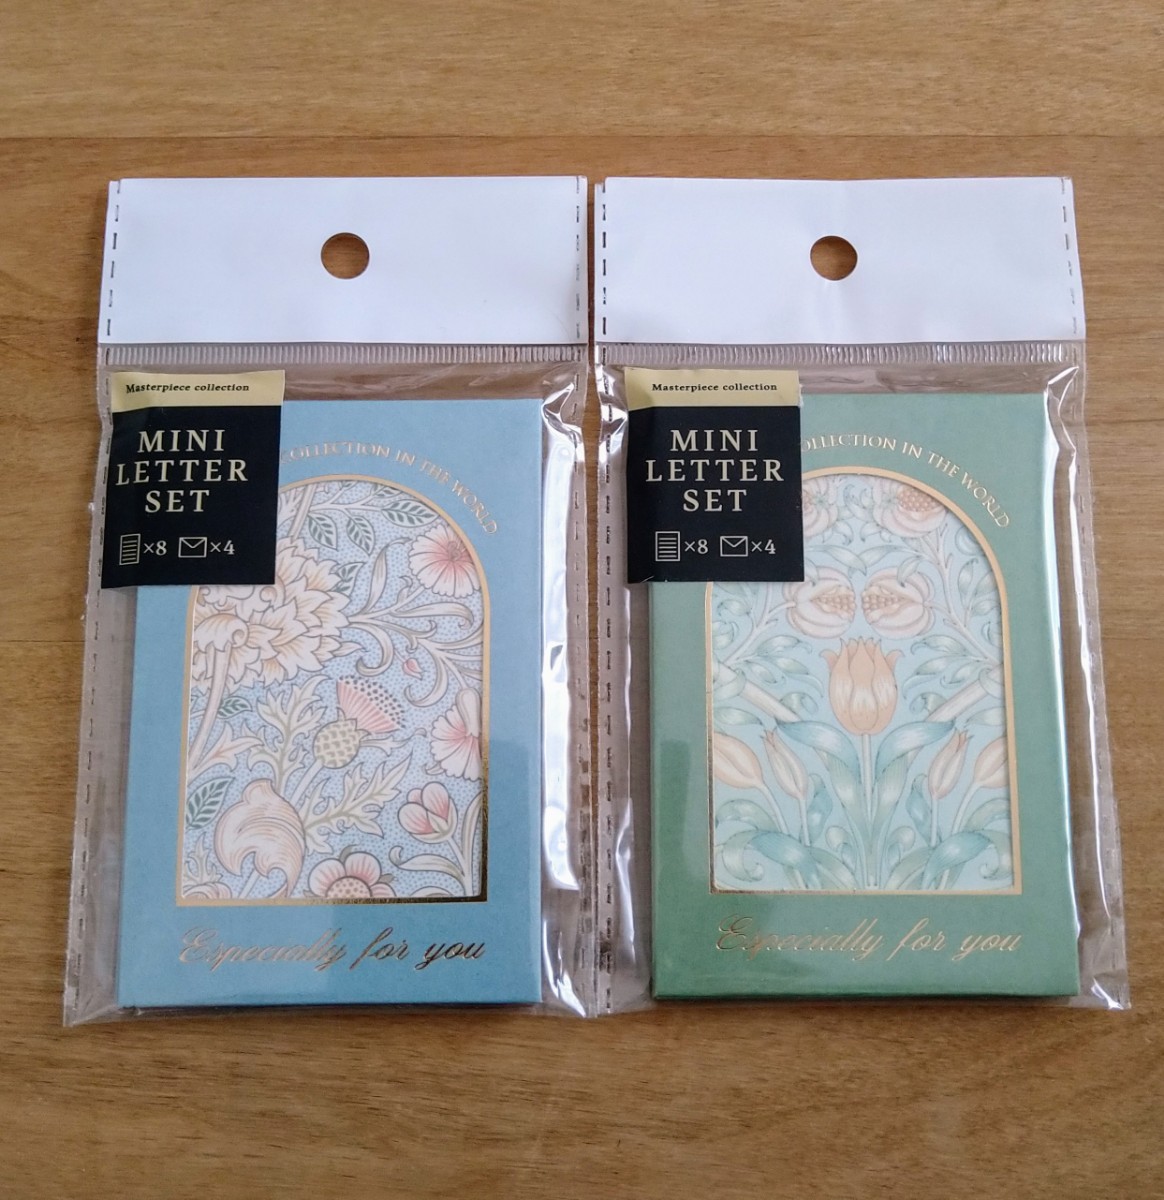 Masterpiece collection
MINI
LETTER
SET
×8 ×4
COLLECTION IN THE WORLD
Especially for you
Masterpiece collection
MINI
LETTER
SET
×8 ×4
OLLECTION IN THE WORLD
Especially for you